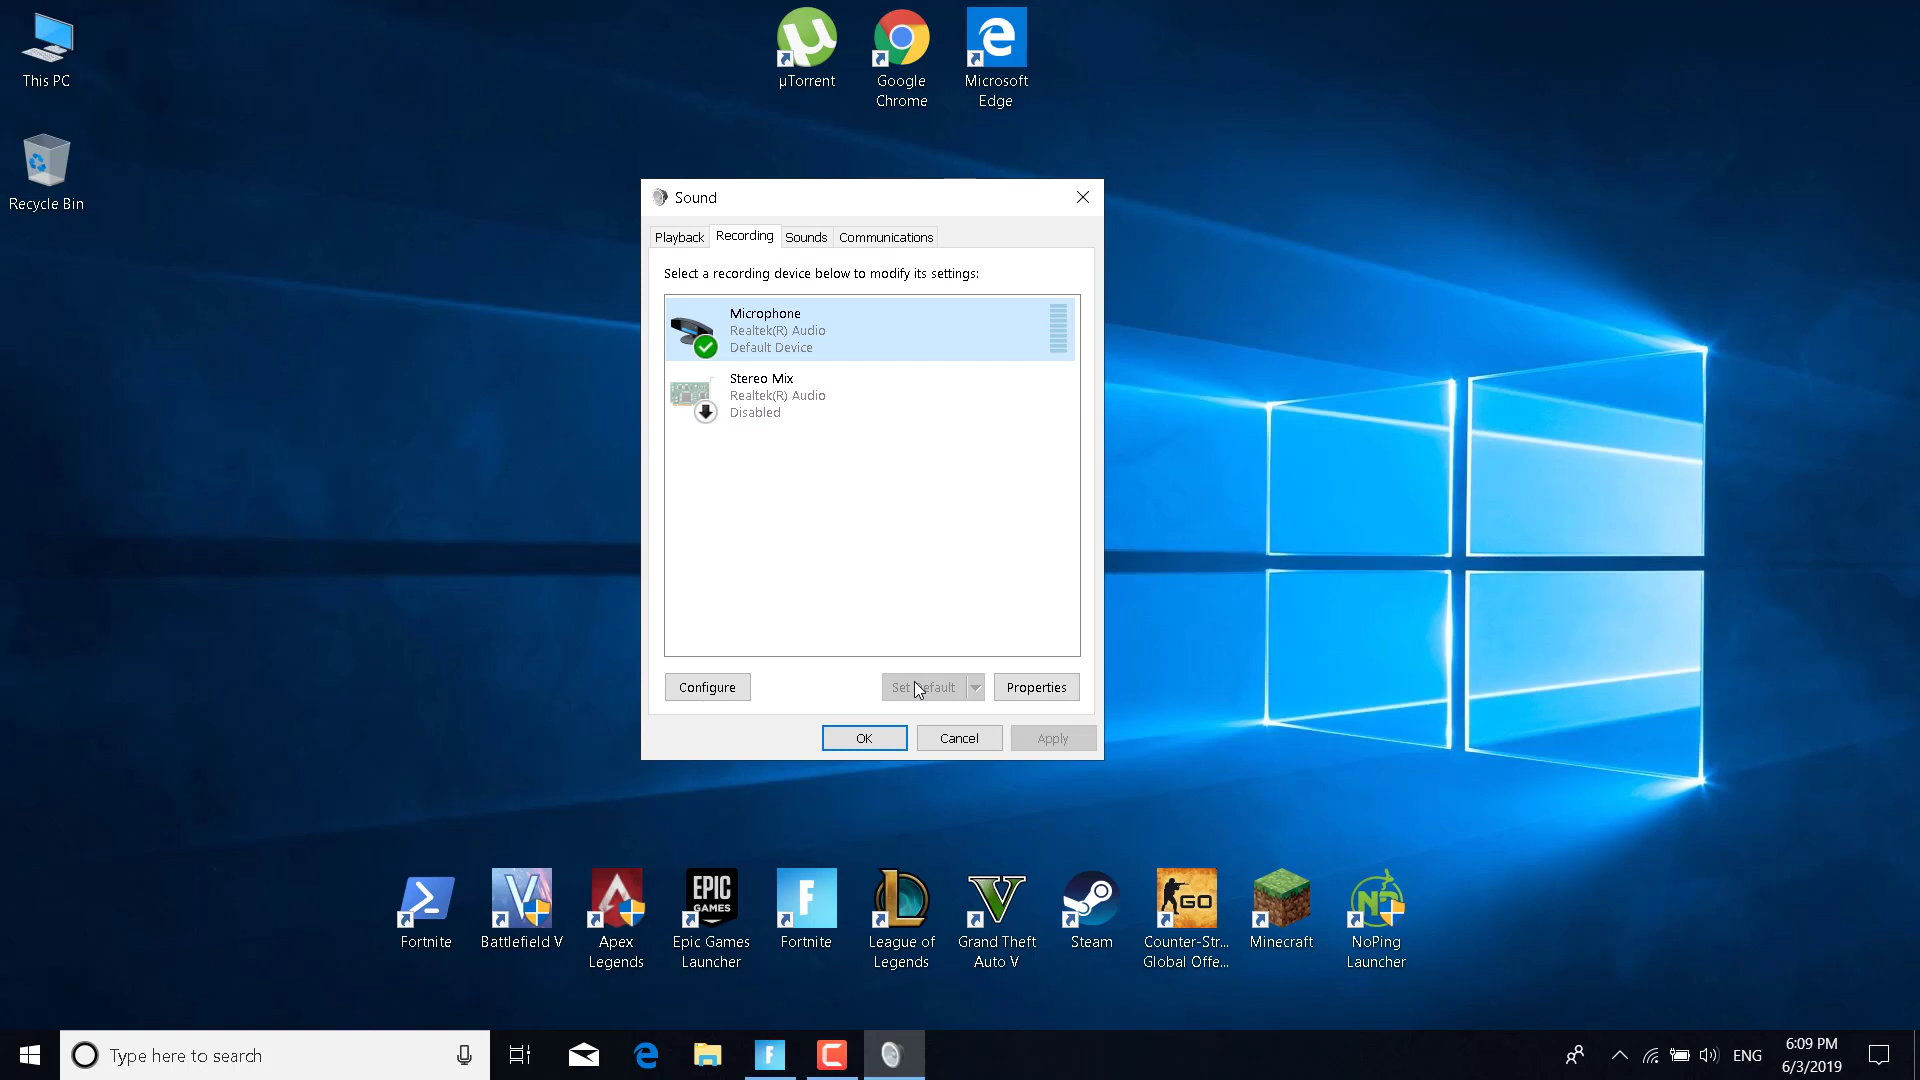 This PC
Recycle Bin
µTorrent
Google
Chrome
Microsoft
Edge
Sound
Playback
Recording
Sounds
Communications
Select a recording device below to modify its settings:
Microphone
Realtek(R) Audio
Default Device
Stereo Mix
Realtek(R) Audio
Disabled
Configure
Set Default
Properties
OK
Cancel
Apply
EPIC
GAMES
GO
Fortnite
Battlefield V
Apex
Legends
Epic Games
Launcher
Fortnite
League of
Legends
Grand Theft
Auto V
Steam
Counter-Str...
Global Offe...
Minecraft
NoPing
Launcher
Type here to search
ENG
6:09 PM
6/3/2019